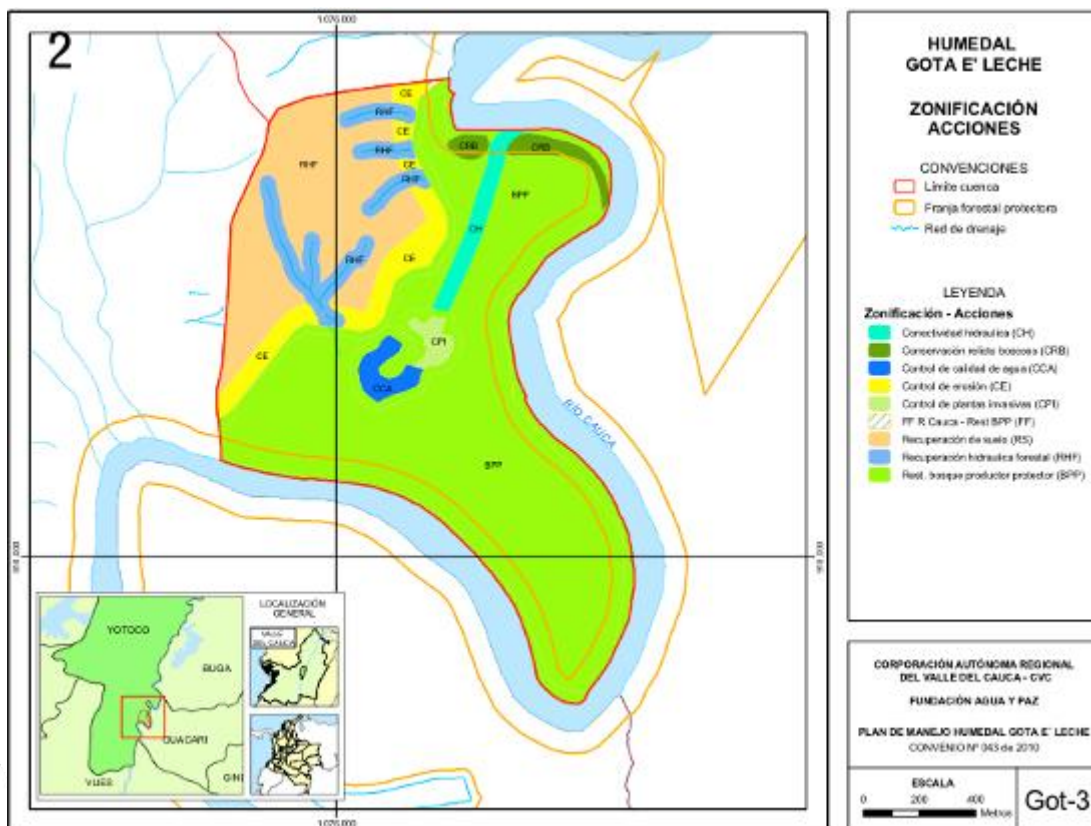 1.076.000
2
CE
RHF
CE
RHF
CE
RHF
RHF
CRB
CRB
BPP
CH
RHF
CE
CE
CPI
CCA
BPP
RÍO CAUCA
1.076.000
LOCALIZACIÓN
GENERAL
VALLE
DEL CAUCA
YOTOCO
BUGA
GUACARI
VIJES
HUMEDAL
GOTA E' LECHE
ZONIFICACIÓN
ACCIONES
CONVENCIONES
Límite cuenca
Franja forestal protectora
Red de drenaje
LEYENDA
Zonificación - Acciones
Conectividad hidraulica (CH)
Conservación relicto boscoso (CRB)
Control de calidad de agua (CCA)
Control de erosión (CE)
Control de plantas invasivas (CPI)
FF R. Cauca - Rest BPP (FF)
Recuperación de suelo (RS)
Recuperación hidraulica forestal (RHF)
Rest. bosque productor protector (BPP)
CORPORACIÓN AUTÓNOMA REGIONAL
DEL VALLE DEL CAUCA - CVC
FUNDACIÓN AGUA Y PAZ
PLAN DE MANEJO HUMEDAL GOTA E' LECHE
CONVENIO Nº 043 de 2010
ESCALA
0 200 400
Metros
Got-3